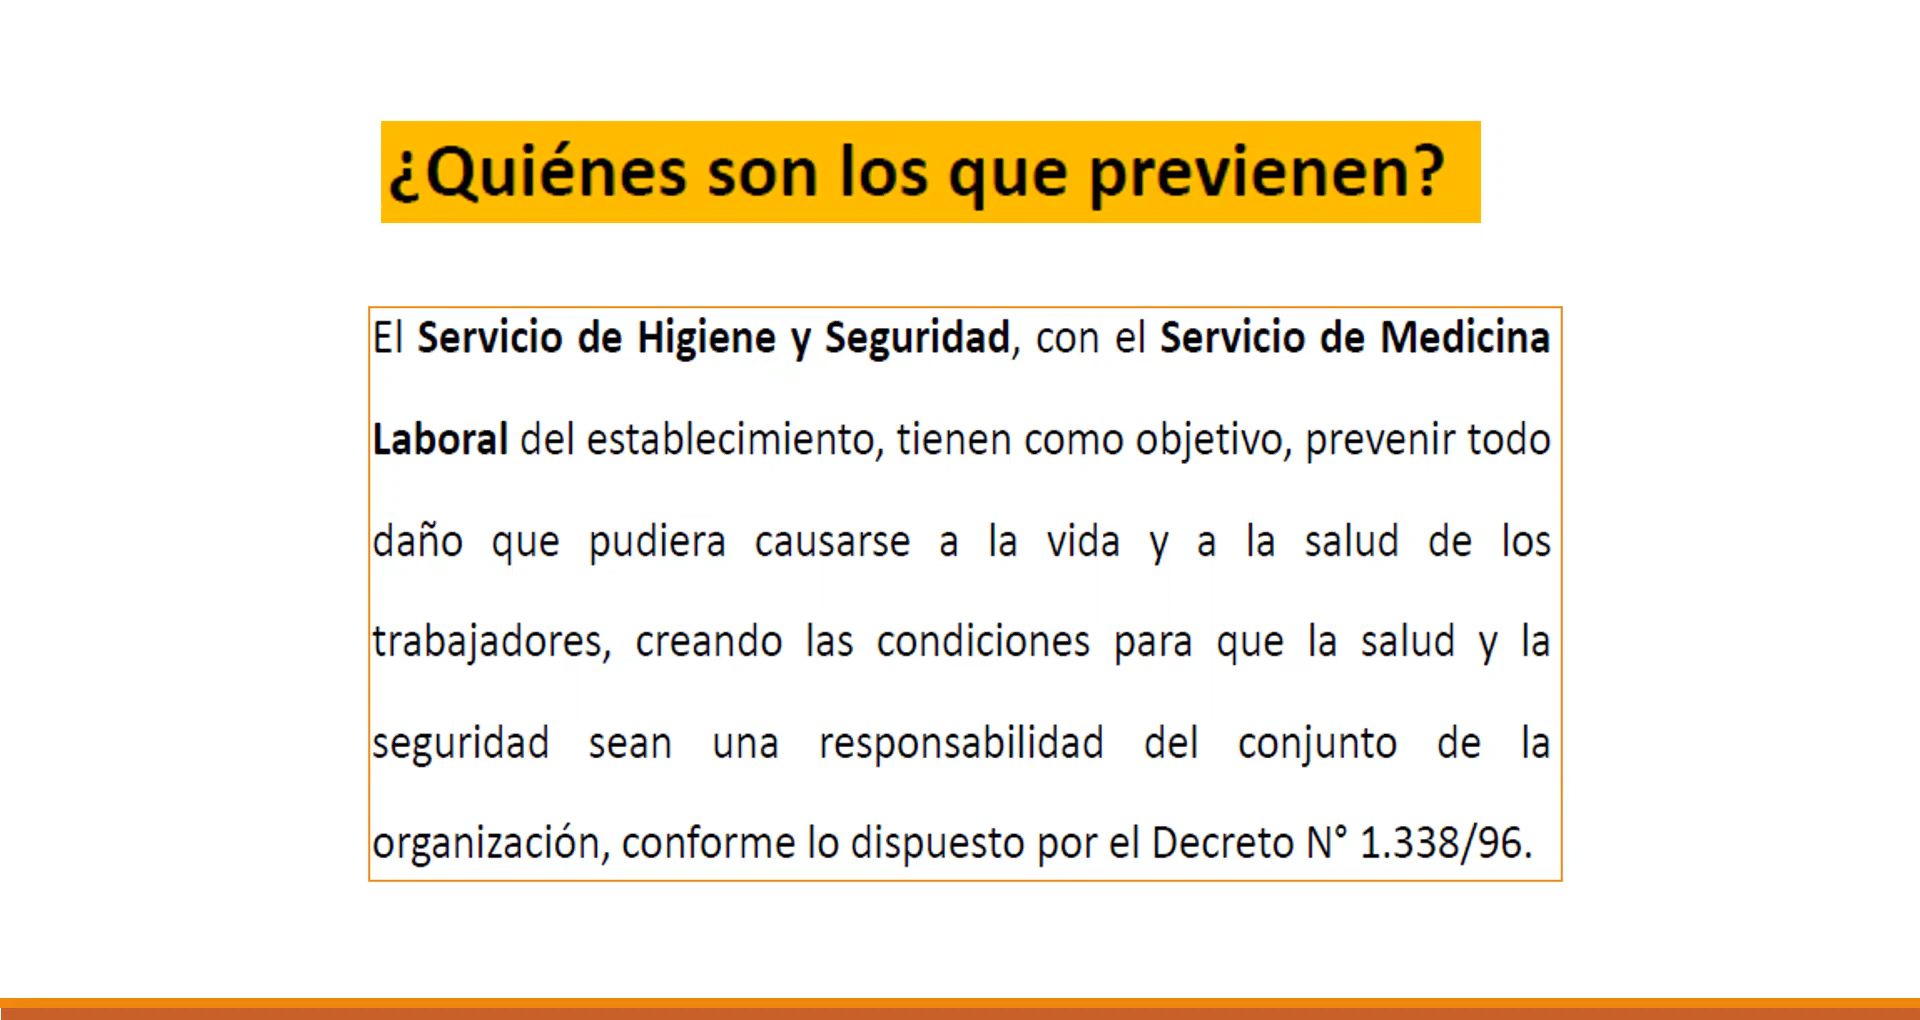 ¿Quiénes son los que previenen?
El Servicio de Higiene y Seguridad, con el Servicio de Medicina
Laboral del establecimiento, tienen como objetivo, prevenir todo
daño que pudiera causarse a la vida y a la salud de los
trabajadores, creando las condiciones para que la salud y la
seguridad sean una responsabilidad del conjunto de la
organización, conforme lo dispuesto por el Decreto N° 1.338/96.